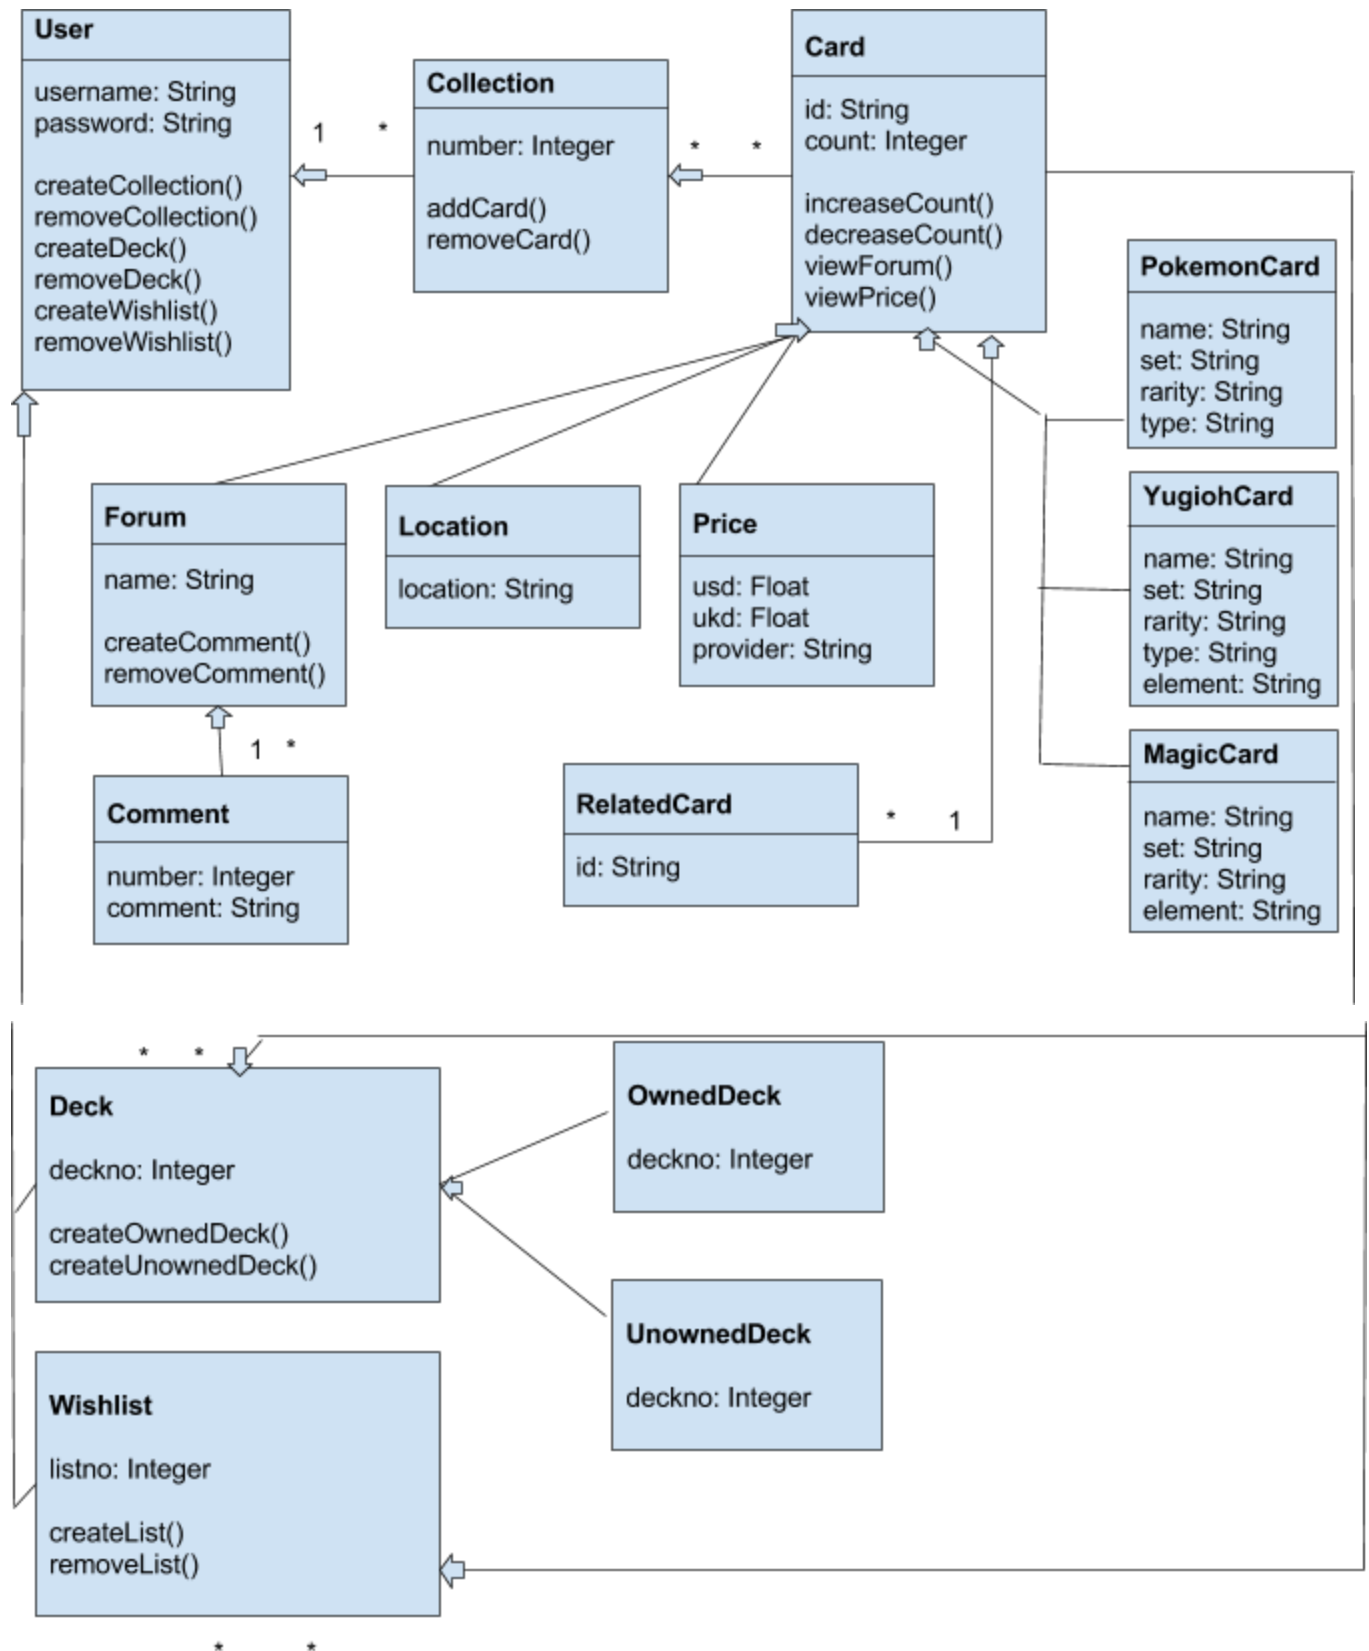 User
username: String
password: String
createCollection()
removeCollection()
createDeck()
removeDeck()
createWishlist()
removeWishlist()
1 *
Collection
number: Integer
addCard()
removeCard()
* *
Card
id: String
count: Integer
increaseCount()
decreaseCount()
viewForum()
viewPrice()
PokemonCard
name: String
set: String
rarity: String
type: String
YugiohCard
name: String
set: String
rarity: String
type: String
element: String
MagicCard
name: String
set: String
rarity: String
element: String
Forum
name: String
createComment()
removeComment()
Location
location: String
Price
usd: Float
ukd: Float
provider: String
1 *
Comment
number: Integer
comment: String
RelatedCard
id: String
* 1
* *
Deck
deckno: Integer
createOwnedDeck()
createUnownedDeck()
OwnedDeck
deckno: Integer
UnownedDeck
deckno: Integer
Wishlist
listno: Integer
createList()
removeList()
* *